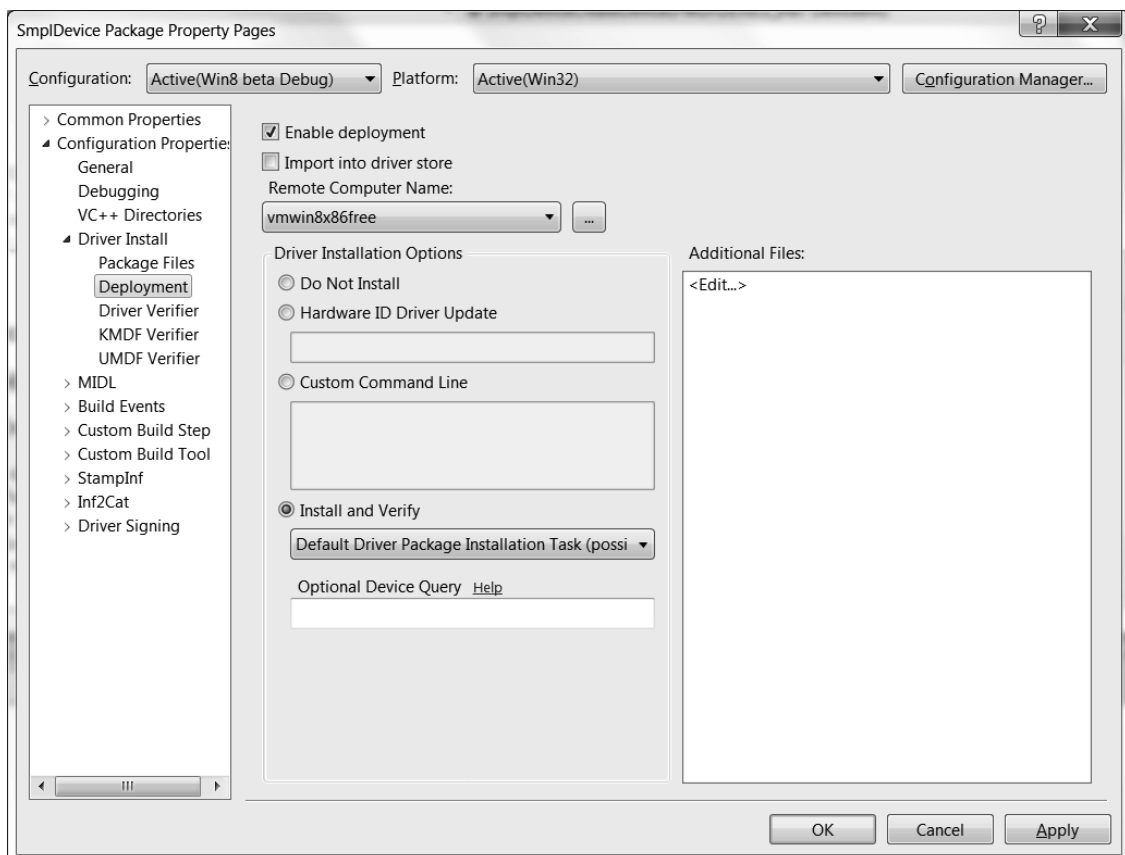 SmplDevice Package Property Pages
Configuration: Active(Win8 beta Debug) Platform: Active(Win32) Configuration Manager...
Common Properties
Configuration Properties
General
Debugging
VC++ Directories
Driver Install
Package Files
Deployment
Driver Verifier
KMDF Verifier
UMDF Verifier
MIDL
Build Events
Custom Build Step
Custom Build Tool
StampInf
Inf2Cat
Driver Signing
Enable deployment
Import into driver store
Remote Computer Name:
vmwin8x86free ...
Driver Installation Options
Do Not Install
Hardware ID Driver Update
Custom Command Line
Install and Verify
Default Driver Package Installation Task (possi
Optional Device Query Help
Additional Files:
<Edit...>
OK Cancel Apply